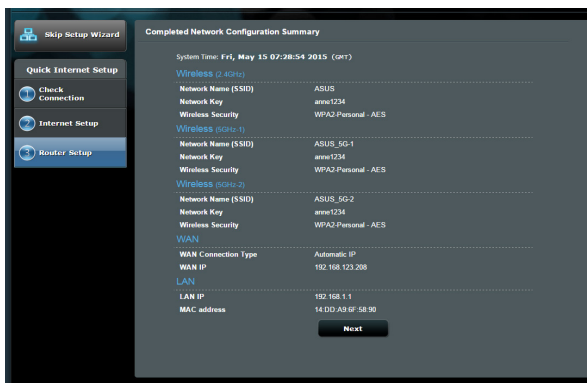 Skip Setup Wizard
Quick Internet Setup
1 Check Connection
2 Internet Setup
3 Router Setup
Completed Network Configuration Summary
System Time: Fri, May 15 07:28:54 2015 (GMT)
Wireless (2.4GHz)
Network Name (SSID) ASUS
Network Key anne1234
Wireless Security WPA2-Personal - AES
Wireless (5GHz-1)
Network Name (SSID) ASUS_5G-1
Network Key anne1234
Wireless Security WPA2-Personal - AES
Wireless (5GHz-2)
Network Name (SSID) ASUS_5G-2
Network Key anne1234
Wireless Security WPA2-Personal - AES
WAN
WAN Connection Type Automatic IP
WAN IP 192.168.123.208
LAN
LAN IP 192.168.1.1
MAC address 14:DD:A9:6F:58:90
Next